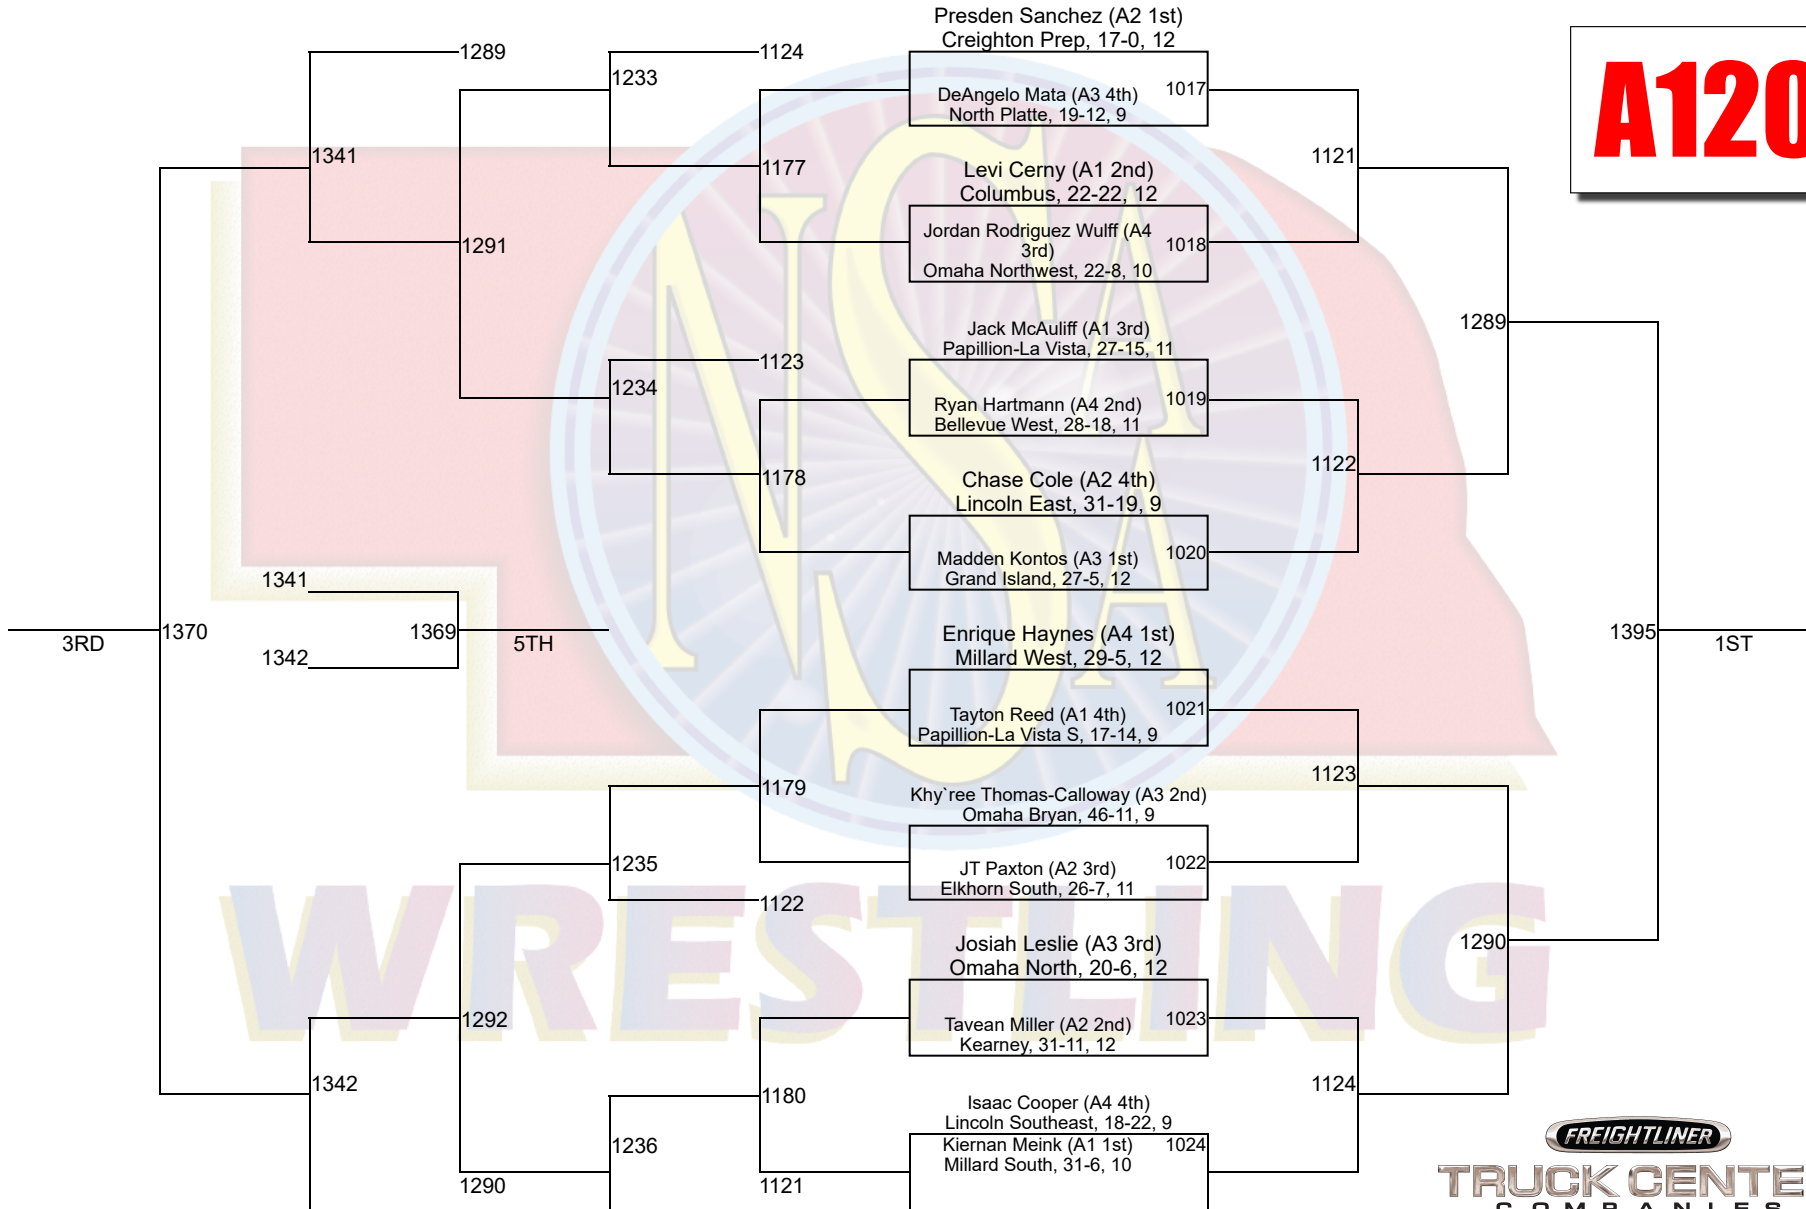 Presden Sanchez (A2 1st)
Creighton Prep, 17-0, 12
1289
1124
1233
DeAngelo Mata (A3 4th)
North Platte, 19-12, 9
1017
A120
1341
1177
Levi Cerny (A1 2nd)
Columbus, 22-22, 12
1121
1291
Jordan Rodriguez Wulff (A4
3rd)
Omaha Northwest, 22-8, 10
1018
Jack McAuliff (A1 3rd)
Papillion-La Vista, 27-15, 11
1289
1123
1234
Ryan Hartmann (A4 2nd)
Bellevue West, 28-18, 11
1019
1178
Chase Cole (A2 4th)
Lincoln East, 31-19, 9
1122
Madden Kontos (A3 1st)
Grand Island, 27-5, 12
1020
NSAA
1341
3RD
1370
1342
1369
5TH
Enrique Haynes (A4 1st)
Millard West, 29-5, 12
1395
1ST
Tayton Reed (A1 4th)
Papillion-La Vista S, 17-14, 9
1021
1179
Khy`ree Thomas-Calloway (A3 2nd)
Omaha Bryan, 46-11, 9
1123
1235
JT Paxton (A2 3rd)
Elkhorn South, 26-7, 11
1022
1122
WRESTLING
Josiah Leslie (A3 3rd)
Omaha North, 20-6, 12
1290
1292
Tavean Miller (A2 2nd)
Kearney, 31-11, 12
1023
1342
1180
Isaac Cooper (A4 4th)
Lincoln Southeast, 18-22, 9
1124
1236
Kiernan Meink (A1 1st)
Millard South, 31-6, 10
1024
1290
1121
FREIGHTLINER
TRUCK CENTE
COMPANIES